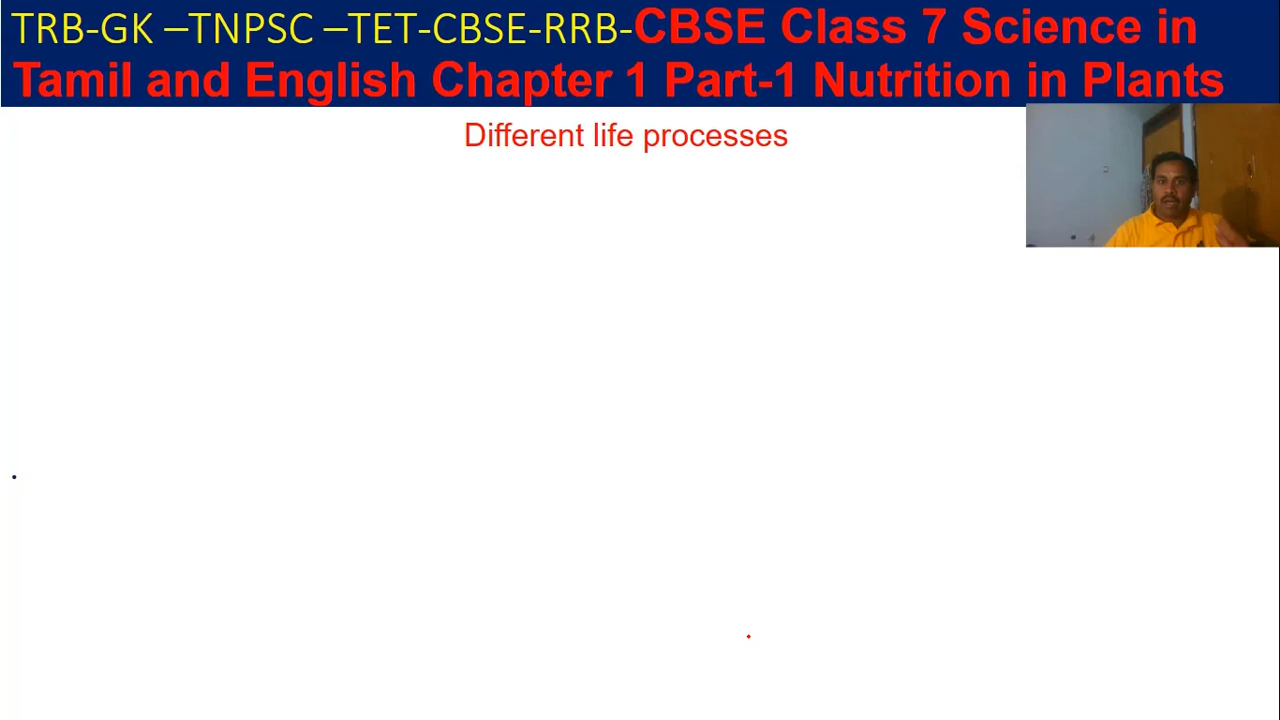 TRB-GK –TNPSC –TET-CBSE-RRB-CBSE Class 7 Science in
Tamil and English Chapter 1 Part-1 Nutrition in Plants
Different life processes